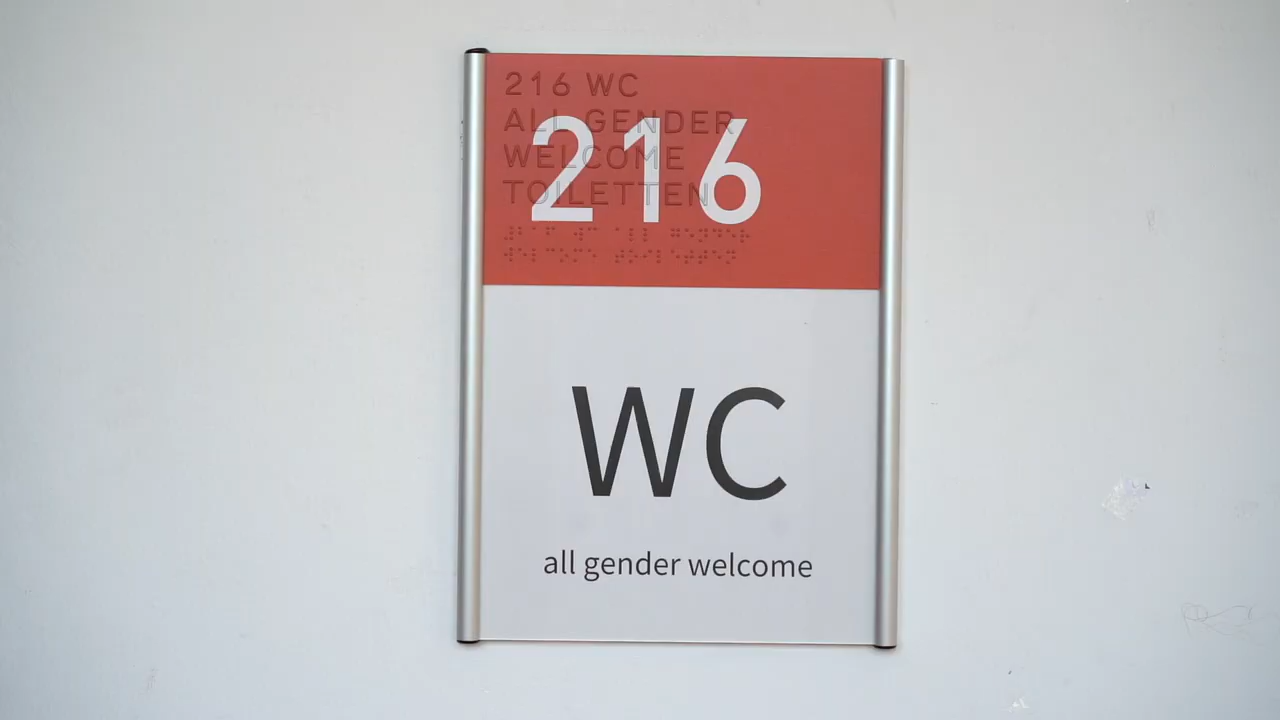 216 WC
ALL GENDER
WELCOME
TOILETTEN
216
WC
all gender welcome